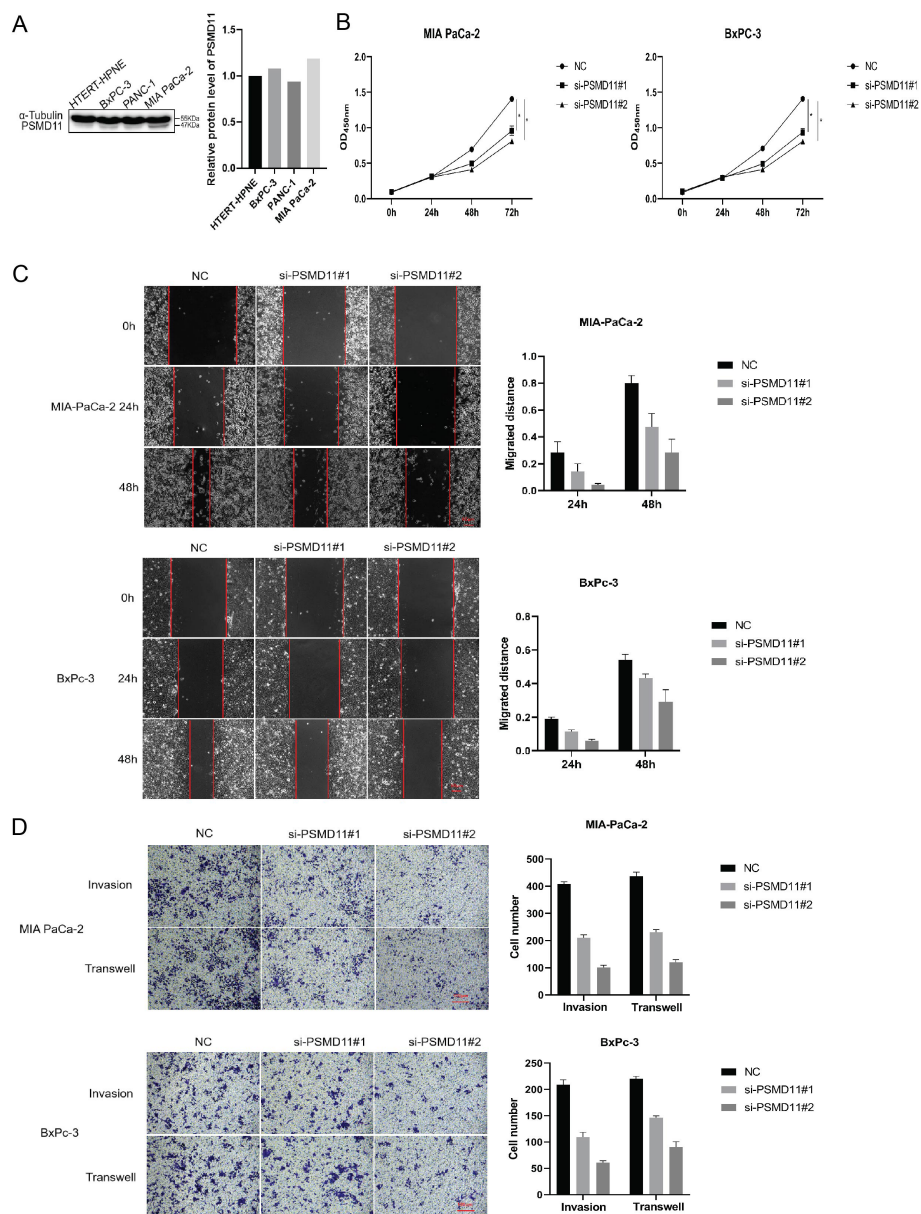 A
HTERT-HPNE
BxPC-3
PANC-1
MIA PaCa-2
α-Tubulin
PSMD11
55KDa
47KDa
Relative protein level of PSMD11
1.5
1.0
0.5
0.0
HTERT-HPNE
BxPC-3
PANC-1
MIA PaCa-2
B
MIA PaCa-2
OD450nm
2.0
1.5
1.0
0.5
0.0
0h 24h 48h 72h
NC
si-PSMD11#1
si-PSMD11#2
*
*
BxPC-3
OD450nm
2.0
1.5
1.0
0.5
0.0
0h 24h 48h 72h
NC
si-PSMD11#1
si-PSMD11#2
*
*
C
NC si-PSMD11#1 si-PSMD11#2
0h
MIA-PaCa-2 24h
48h
MIA-PaCa-2
Migrated distance
1.0
0.8
0.6
0.4
0.2
0.0
24h 48h
NC
si-PSMD11#1
si-PSMD11#2
NC si-PSMD11#1 si-PSMD11#2
0h
BxPc-3 24h
48h
BxPc-3
Migrated distance
0.8
0.6
0.4
0.2
0.0
24h 48h
NC
si-PSMD11#1
si-PSMD11#2
D
NC si-PSMD11#1 si-PSMD11#2
Invasion
MIA PaCa-2
Transwell
MIA-PaCa-2
Cell number
500
400
300
200
100
0
Invasion Transwell
NC
si-PSMD11#1
si-PSMD11#2
NC si-PSMD11#1 si-PSMD11#2
Invasion
BxPc-3
Transwell
BxPc-3
Cell number
250
200
150
100
50
0
Invasion Transwell
NC
si-PSMD11#1
si-PSMD11#2